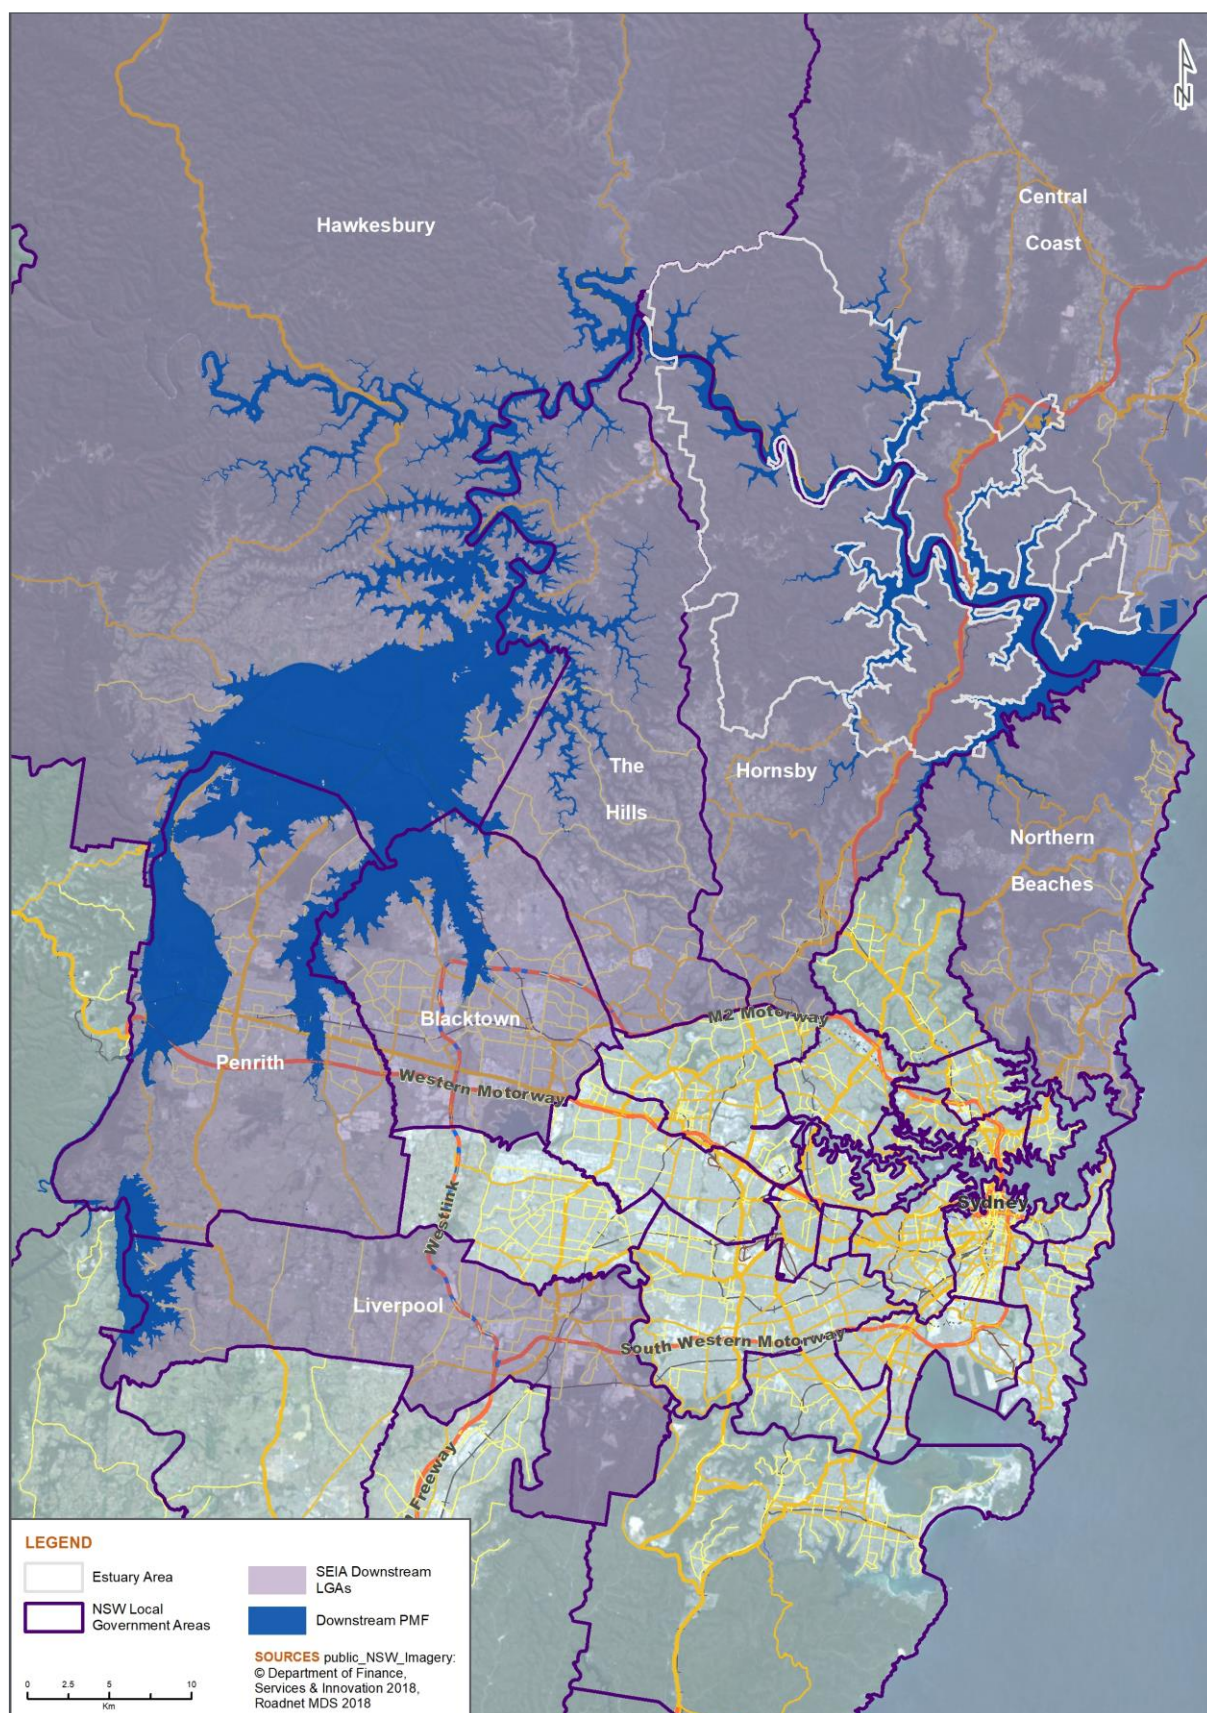 N
Central
Coast
Hawkesbury
The
Hills
Hornsby
Northern
Beaches
M2 Motorway
Blacktown
Penrith
Western Motorway
Westlink
Sydney
Liverpool
South Western Motorway
Freeway
LEGEND
Estuary Area
NSW Local
Government Areas
SEIA Downstream
LGAs
Downstream PMF
SOURCES public_NSW_Imagery:
© Department of Finance,
Services & Innovation 2018,
Roadnet MDS 2018
0 2.5 5 10
Km